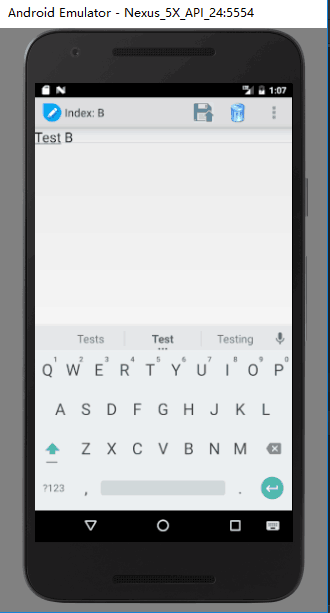 Android Emulator - Nexus_5X_API_24:5554
1:07
Index: B
Test B
Tests Test Testing
1 2 3 4 5 6 7 8 9 0
Q W E R T Y U I O P
A S D F G H J K L
Z X C V B N M
?123 , .